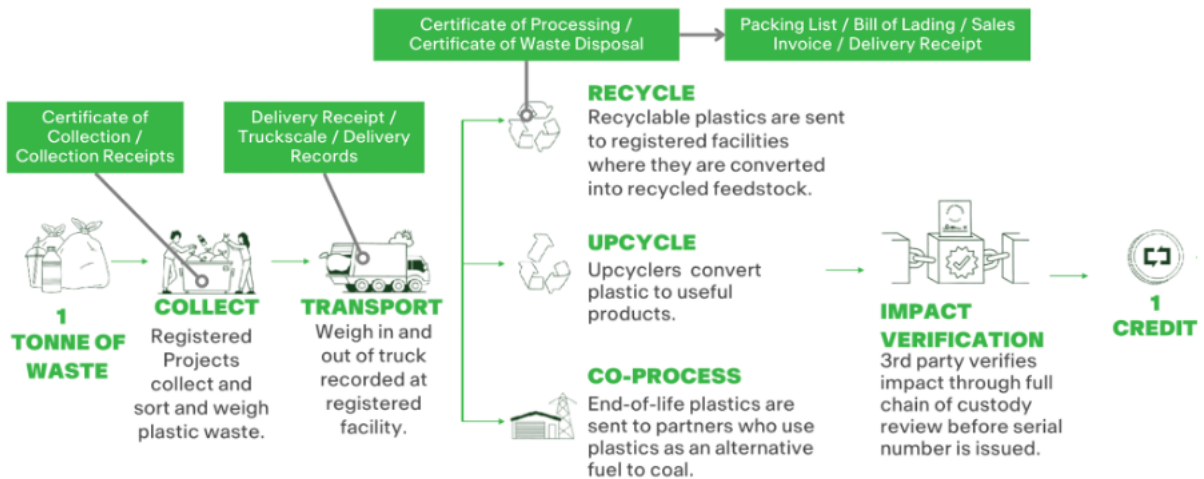 Certificate of Processing /
Certificate of Waste Disposal
Packing List / Bill of Lading / Sales
Invoice / Delivery Receipt
Certificate of
Collection /
Collection Receipts
Delivery Receipt /
Truckscale / Delivery
Records
RECYCLE
Recyclable plastics are sent
to registered facilities
where they are converted
into recycled feedstock.
UPCYCLE
Upcyclers convert
plastic to useful
products.
CO-PROCESS
End-of-life plastics are
sent to partners who use
plastics as an alternative
fuel to coal.
1
TONNE OF
WASTE
COLLECT
Registered
Projects
collect and
sort and weigh
plastic waste.
TRANSPORT
Weigh in and
out of truck
recorded at
registered
facility.
IMPACT
VERIFICATION
3rd party verifies
impact through full
chain of custody
review before serial
number is issued.
1
CREDIT